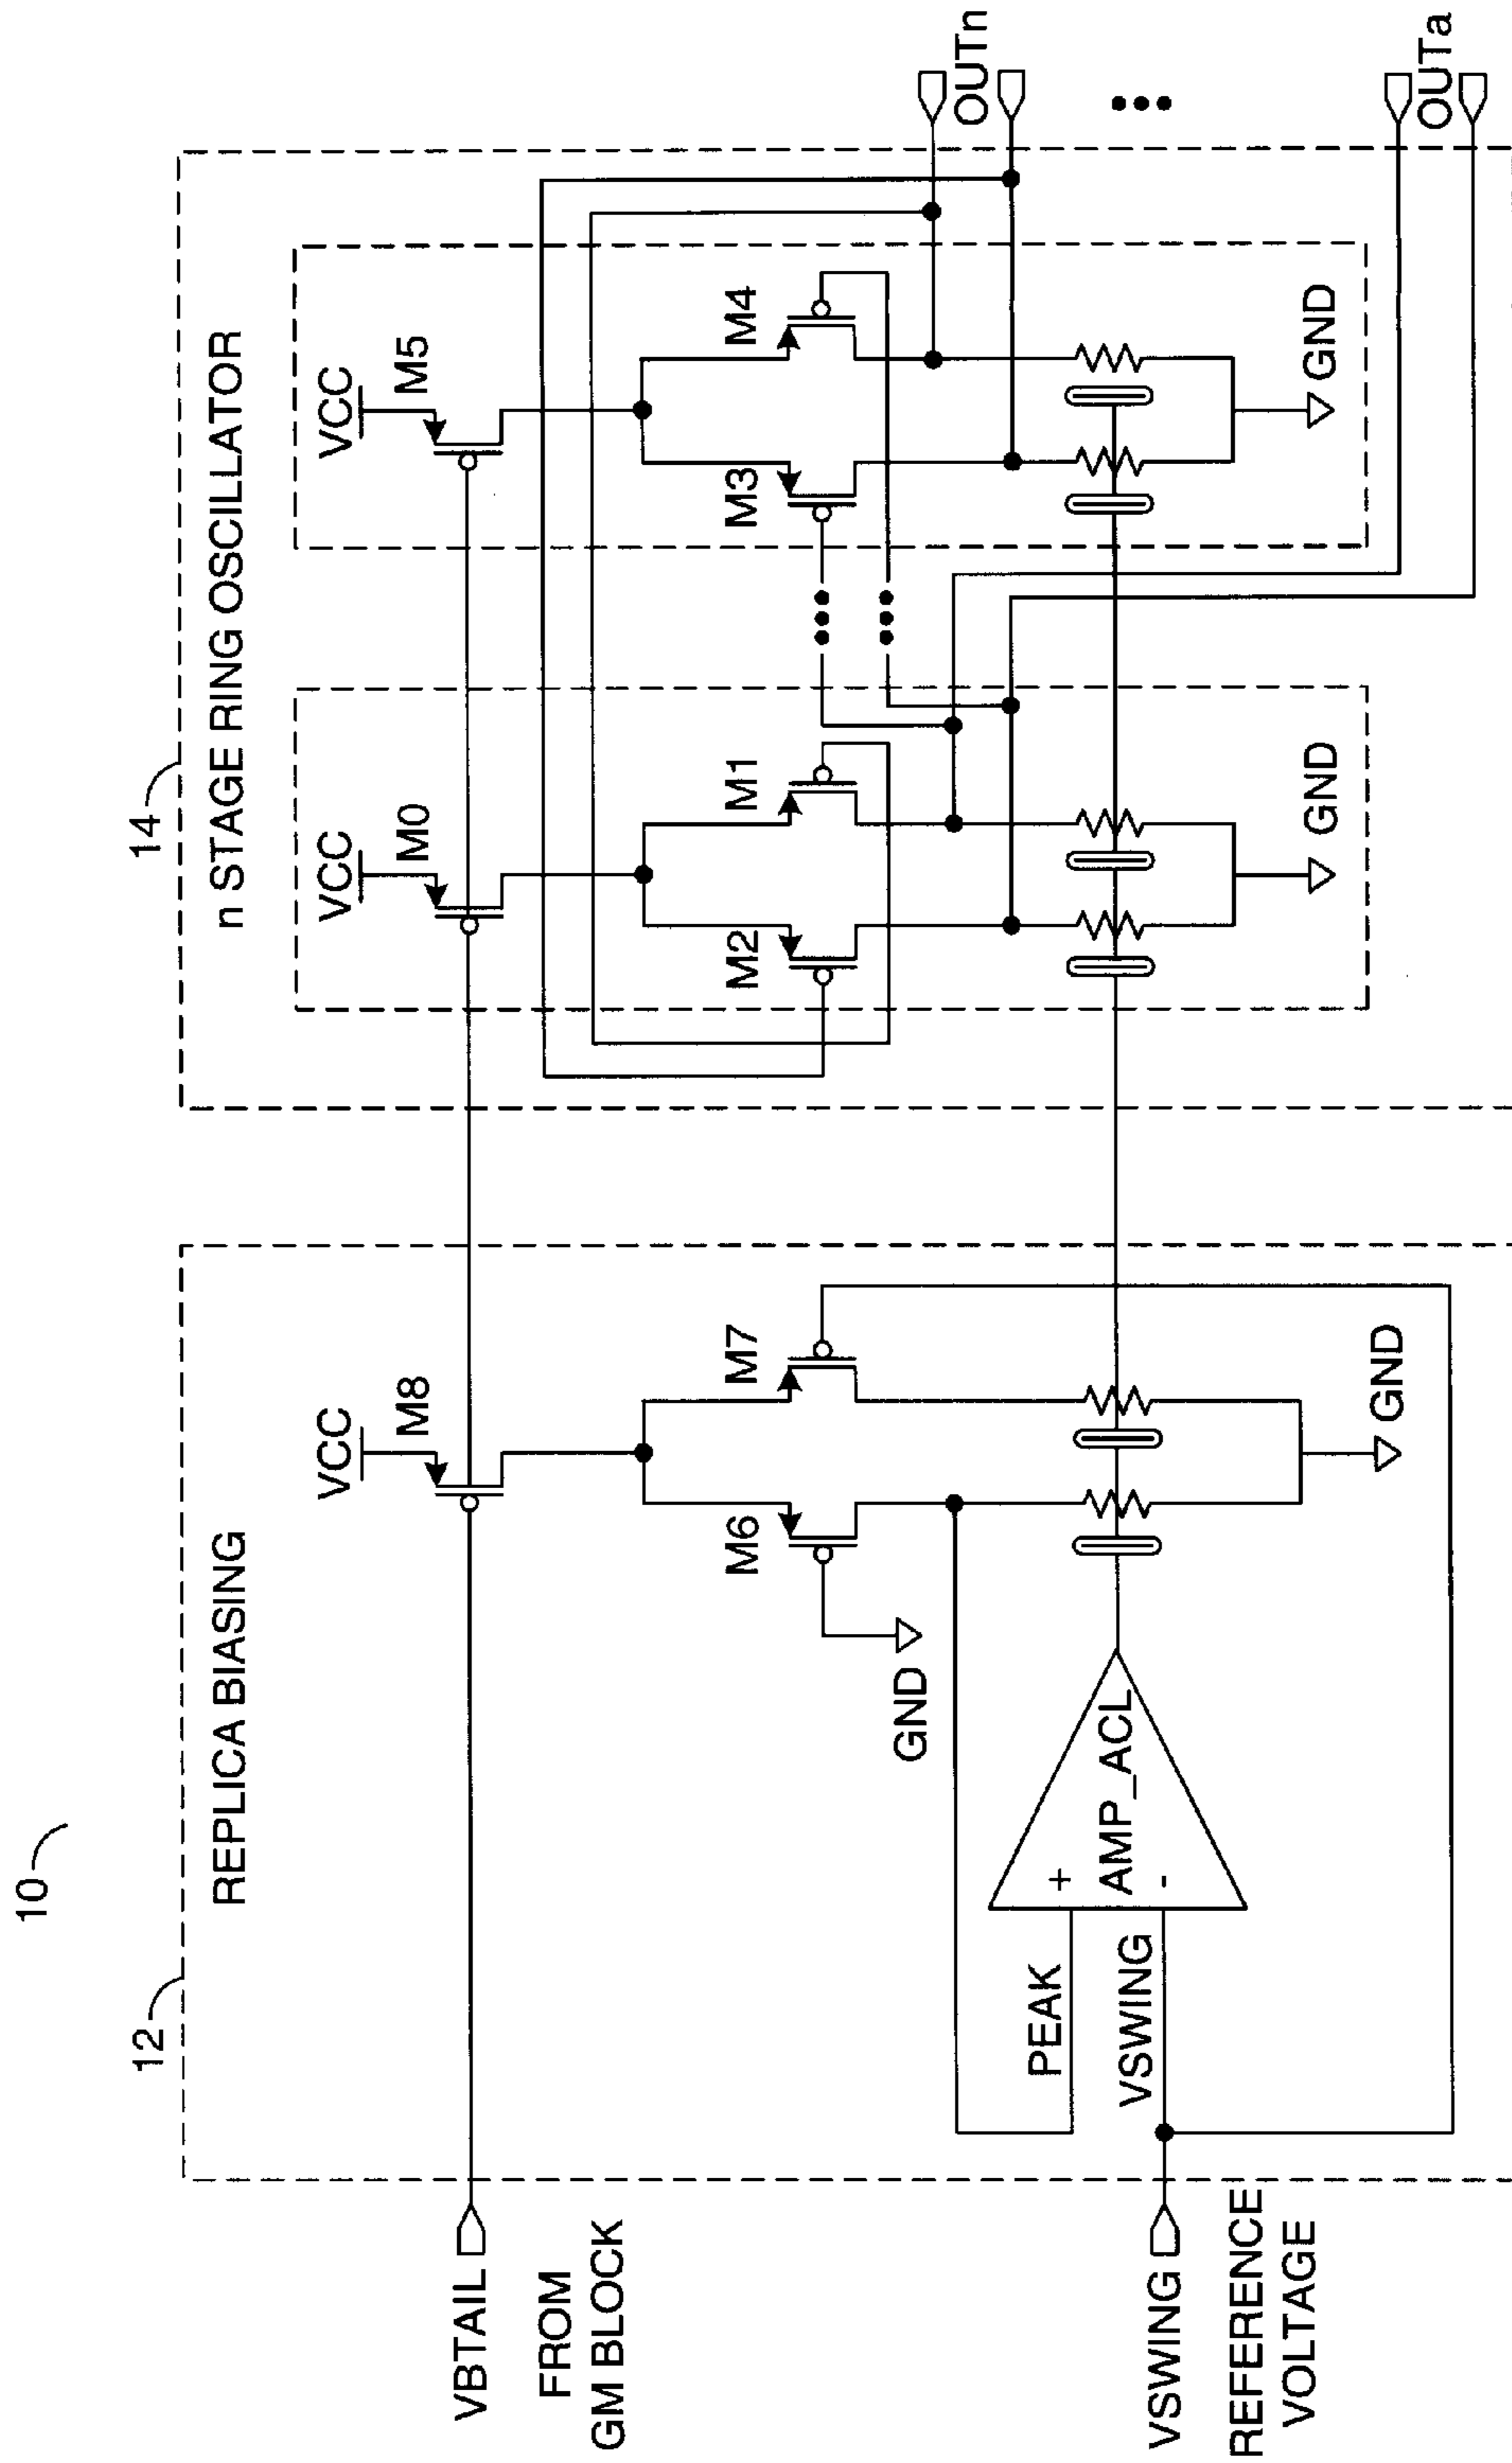 10
12
REPLICA BIASING
14
n STAGE RING OSCILLATOR
VCC
M8
VCC
M0
VCC
M5
VBTAIL
FROM
GM BLOCK
M6
M7
M2
M1
M3
M4
GND
OUTn
PEAK
+
AMP_ACL
-
VSWING
VSWING
REFERENCE
VOLTAGE
GND
GND
GND
OUTa